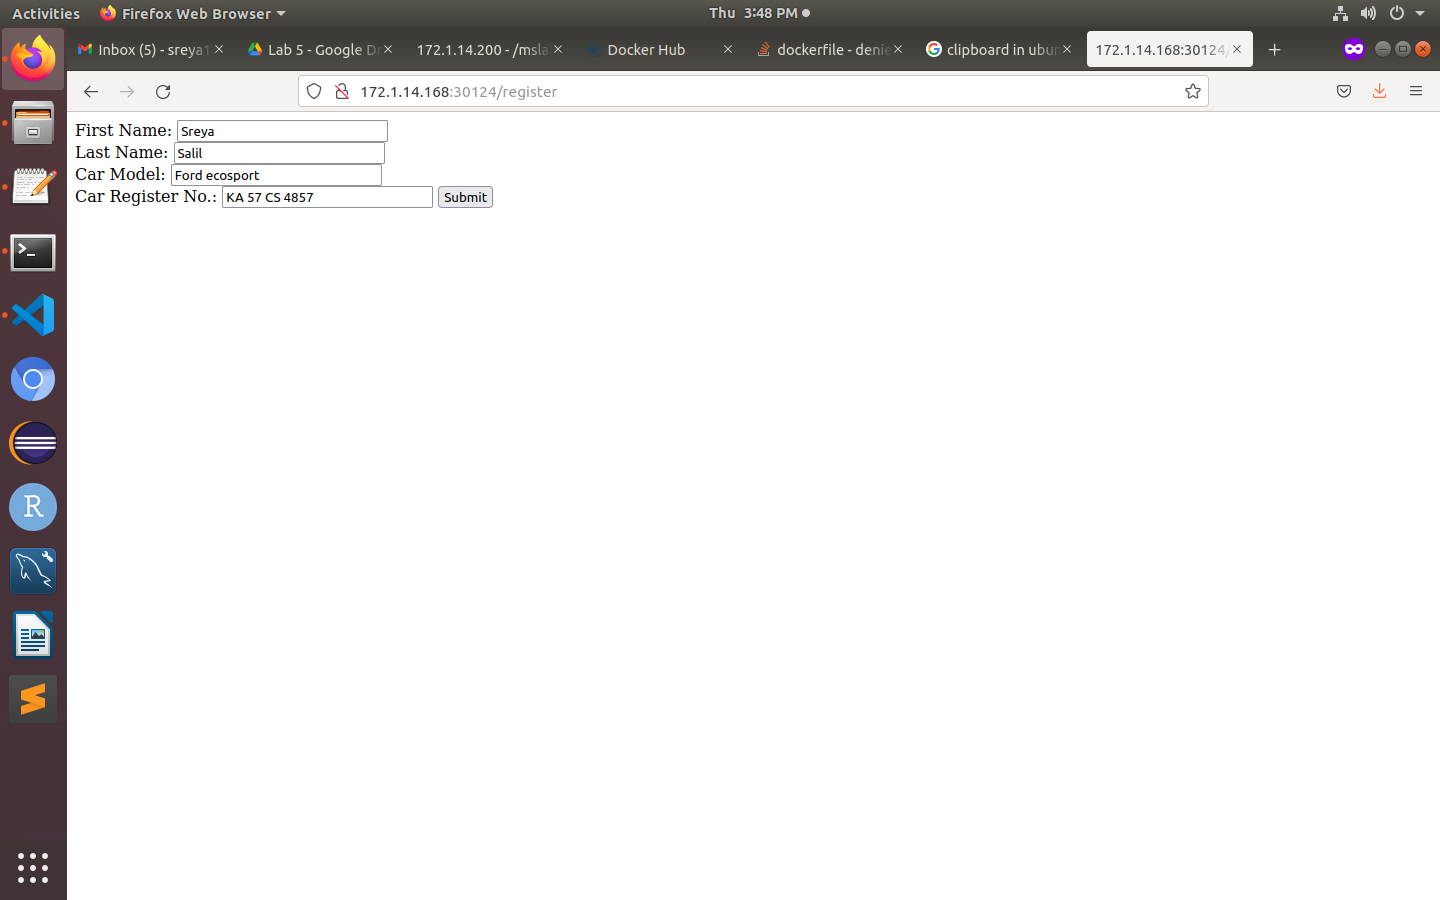 Activities Firefox Web Browser Thu 3:48 PM
Inbox (5) - sreya1 Lab 5 - Google Dr 172.1.14.200 - /msla Docker Hub dockerfile - denie clipboard in ubun 172.1.14.168:30124/
172.1.14.168:30124/register
First Name: Sreya
Last Name: Salil
Car Model: Ford ecosport
Car Register No.: KA 57 CS 4857 Submit
R